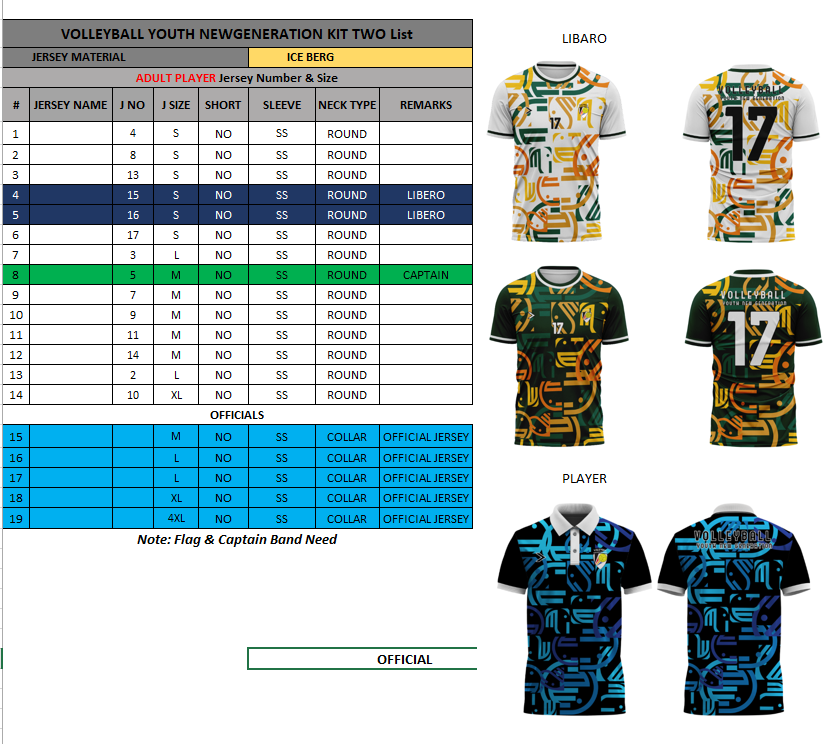 VOLLEYBALL YOUTH NEWGENERATION KIT TWO List
JERSEY MATERIAL ICE BERG
ADULT PLAYER Jersey Number & Size
# JERSEY NAME J NO J SIZE SHORT SLEEVE NECK TYPE REMARKS
1 4 S NO SS ROUND
2 8 S NO SS ROUND
3 13 S NO SS ROUND
4 15 S NO SS ROUND LIBERO
5 16 S NO SS ROUND LIBERO
6 17 S NO SS ROUND
7 3 L NO SS ROUND
8 5 M NO SS ROUND CAPTAIN
9 7 M NO SS ROUND
10 9 M NO SS ROUND
11 11 M NO SS ROUND
12 14 M NO SS ROUND
13 2 L NO SS ROUND
14 10 XL NO SS ROUND
OFFICIALS
15 M NO SS COLLAR OFFICIAL JERSEY
16 L NO SS COLLAR OFFICIAL JERSEY
17 L NO SS COLLAR OFFICIAL JERSEY
18 XL NO SS COLLAR OFFICIAL JERSEY
19 4XL NO SS COLLAR OFFICIAL JERSEY
Note: Flag & Captain Band Need
OFFICIAL
LIBARO
17
VOLLEYBALL
YOUTH NEW GENERATION
17
17
VOLLEYBALL
YOUTH NEW GENERATION
17
PLAYER
VOLLEYBALL
YOUTH NEW GENERATION